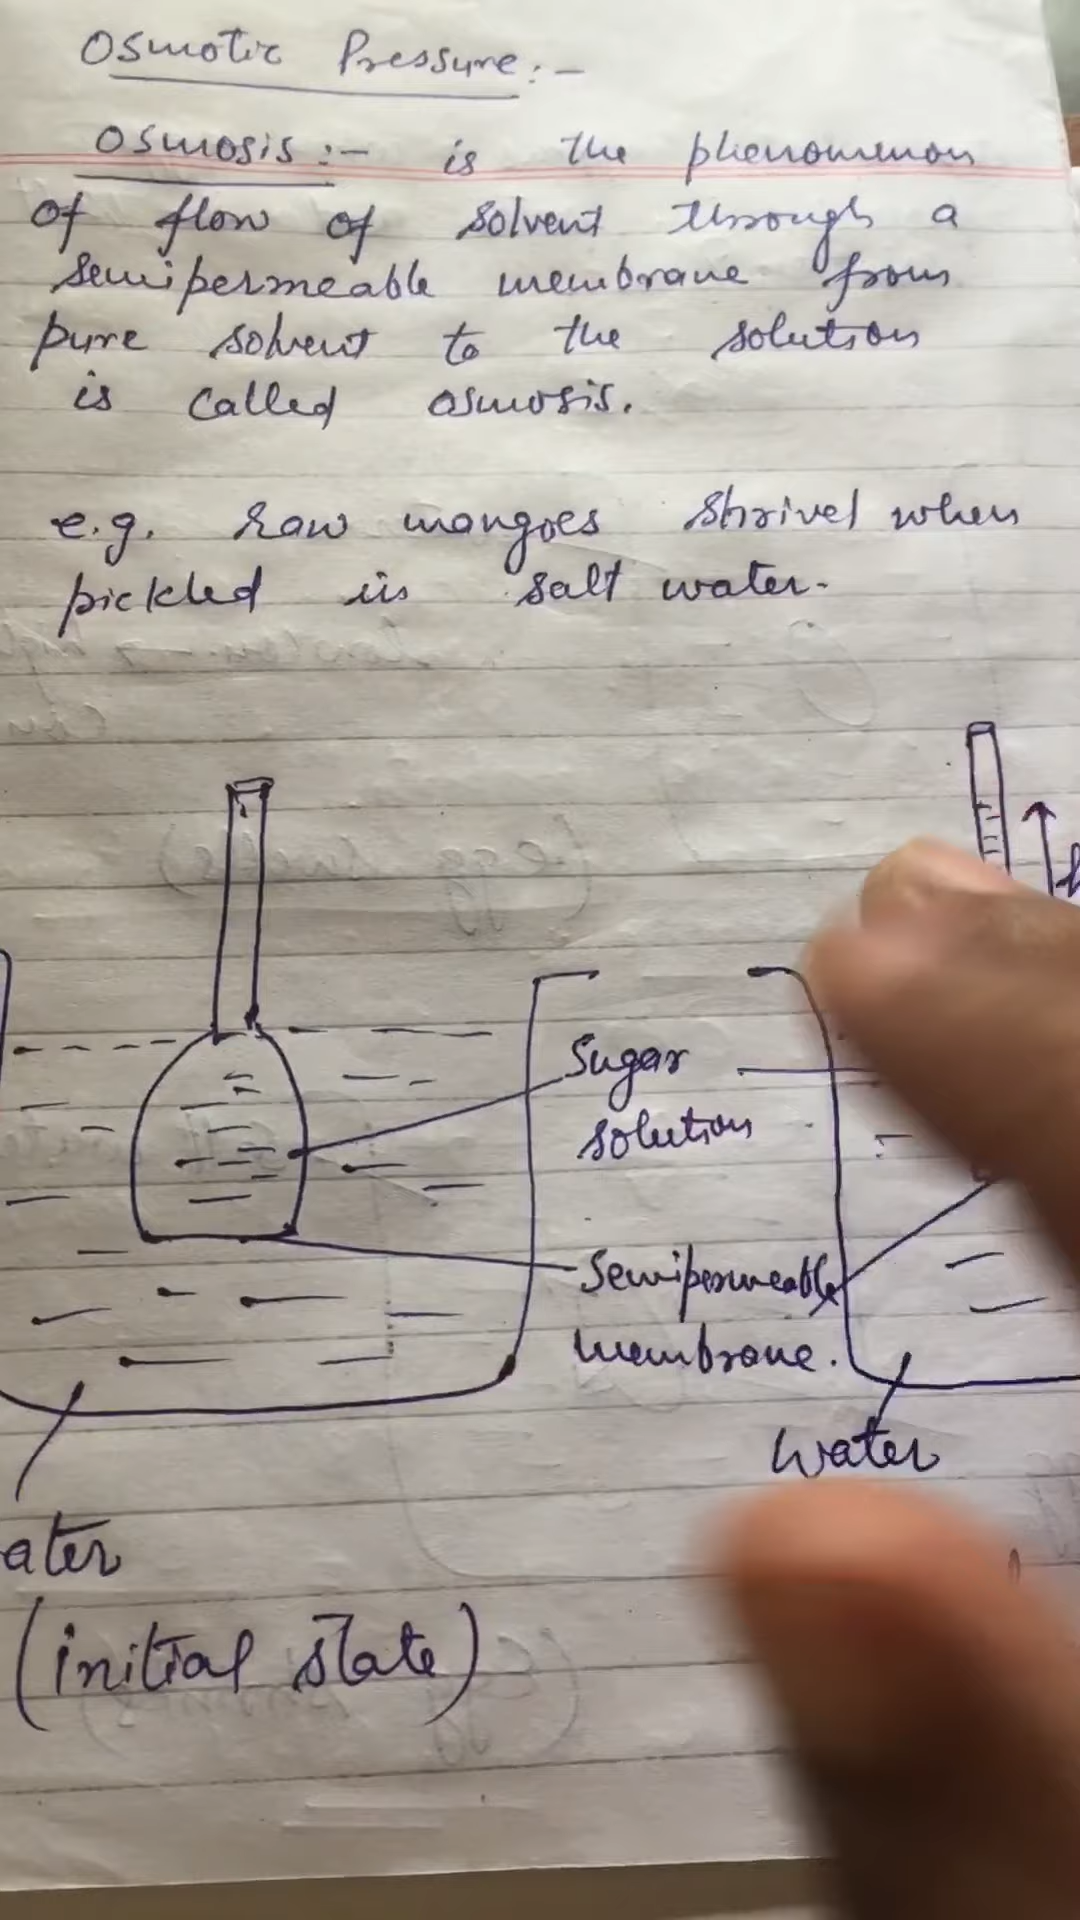 Osmotic Pressure:-
Osmosis:- is the phenomenon
of flow of solvent through a
semipermeable membrane from
pure solvent to the solution
is called osmosis.
e.g. Raw mangoes shrivel when
pickled in salt water.
Sugar
solution
Semipermeable
membrane.
Water
ater
(initial state)